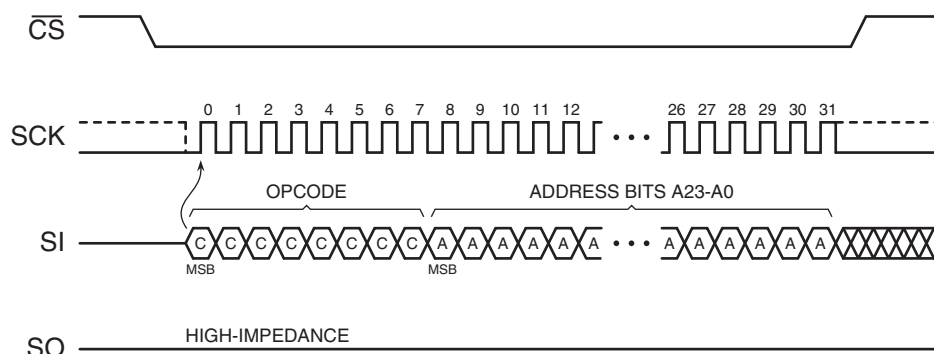 CS
0 1 2 3 4 5 6 7 8 9 10 11 12 26 27 28 29 30 31
SCK
OPCODE ADDRESS BITS A23-A0
SI C C C C C C C C A A A A A A A A A A A A
MSB MSB
HIGH-IMPEDANCE
SO